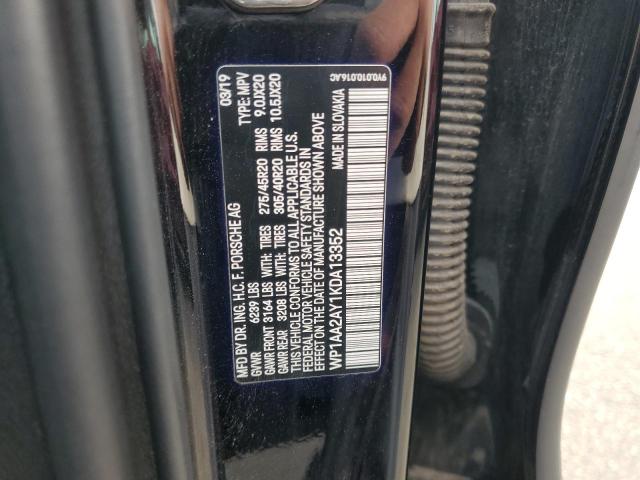 MFD BY DR. ING. H.C. F. PORSCHE AG 03/19
GVWR 6239 LBS TYPE: MPV
GAWR FRONT 3164 LBS WITH: TIRES 275/45R20 RIMS 9.0JX20
GAWR REAR 3208 LBS WITH: TIRES 305/40R20 RIMS 10.5JX20
THIS VEHICLE CONFORMS TO ALL APPLICABLE U.S.
FEDERAL MOTOR VEHICLE SAFETY STANDARDS IN
EFFECT ON THE DATE OF MANUFACTURE SHOWN ABOVE
WP1AA2AY1KDA13352 MADE IN SLOVAKIA
9Y0.010.016.AC